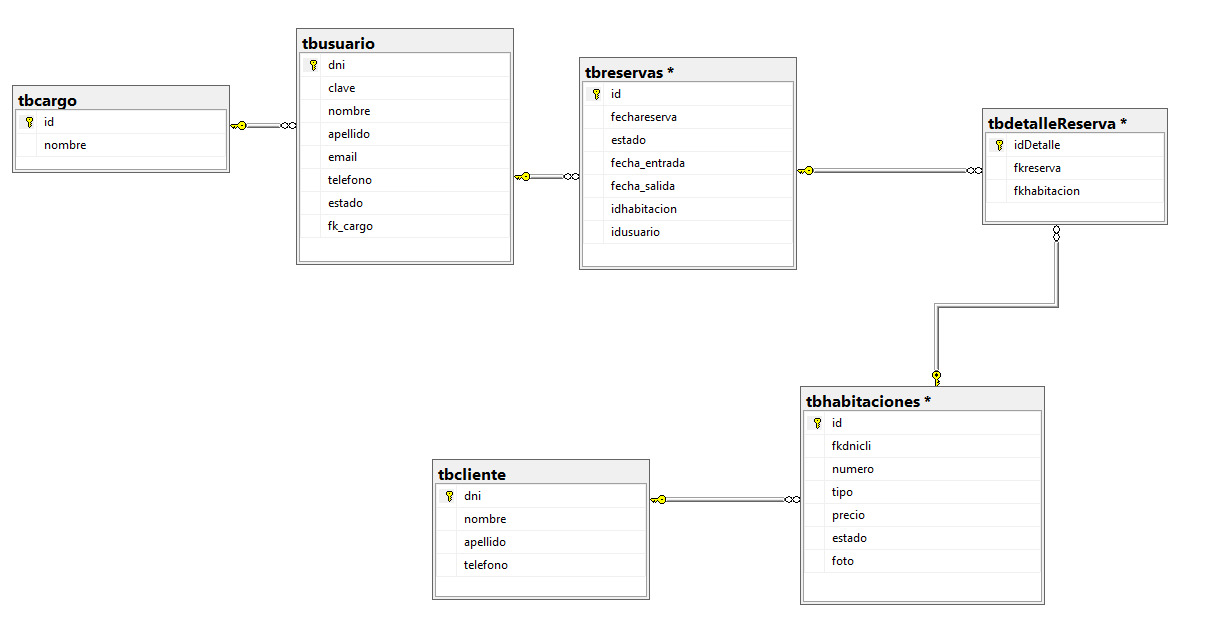 tbcargo
id
nombre
tbusuario
dni
clave
nombre
apellido
email
telefono
estado
fk_cargo
tbreservas *
id
fechareserva
estado
fecha_entrada
fecha_salida
idhabitacion
idusuario
tbdetalleReserva *
idDetalle
fkreserva
fkhabitacion
tbcliente
dni
nombre
apellido
telefono
tbhabitaciones *
id
fkdnicli
numero
tipo
precio
estado
foto